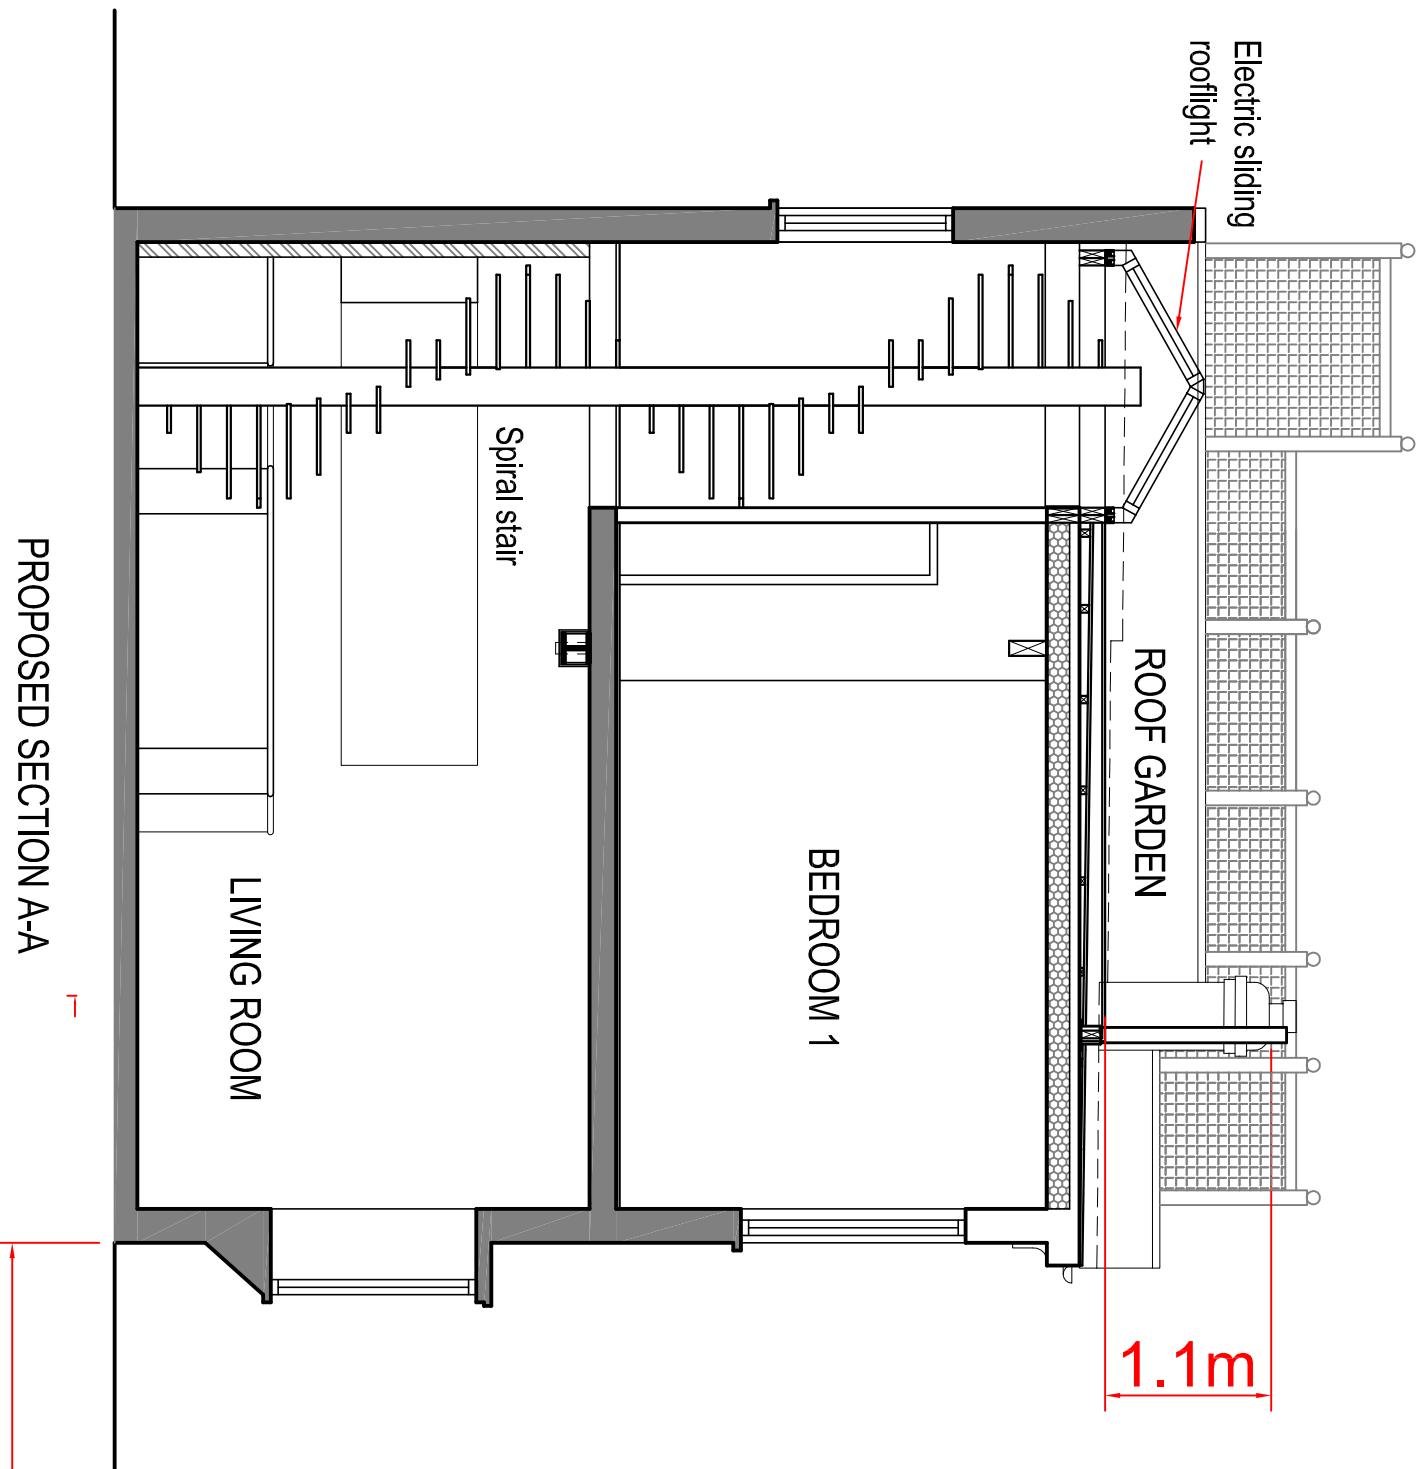 Electric sliding
rooflight
ROOF GARDEN
BEDROOM 1
Spiral stair
LIVING ROOM
1.1m
PROPOSED SECTION A-A